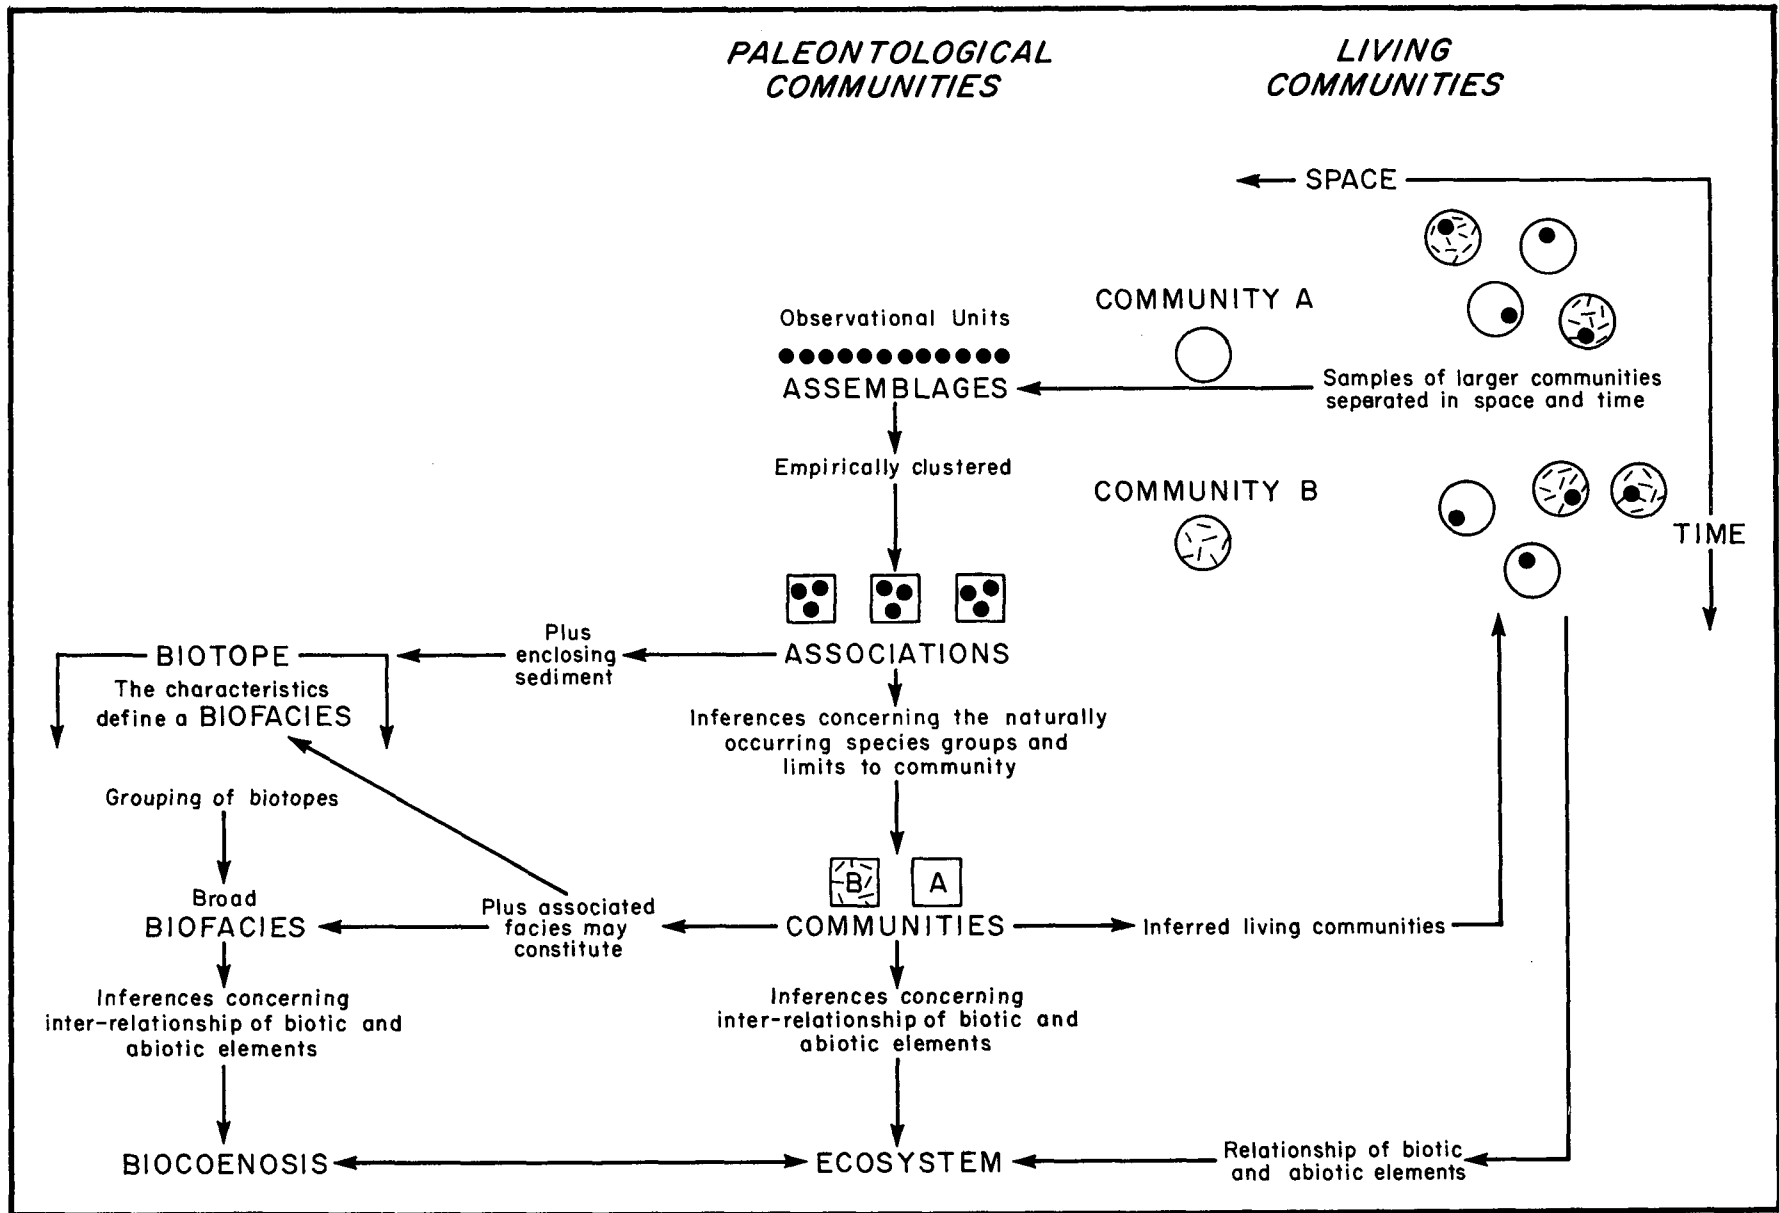 PALEONTOLOGICAL
COMMUNITIES
LIVING
COMMUNITIES
SPACE
COMMUNITY A
Observational Units
ASSEMBLAGES
Samples of larger communities
seperated in space and time
Empirically clustered
COMMUNITY B
TIME
BIOTOPE
Plus
enclosing
sediment
ASSOCIATIONS
The characteristics
define a BIOFACIES
Inferences concerning the naturally
occurring species groups and
limits to community
Grouping of biotopes
B
A
Broad
BIOFACIES
Plus associated
facies may
constitute
COMMUNITIES
Inferred living communities
Inferences concerning
inter-relationship of biotic and
abiotic elements
Inferences concerning
inter-relationship of biotic and
abiotic elements
BIOCOENOSIS
ECOSYSTEM
Relationship of biotic
and abiotic elements